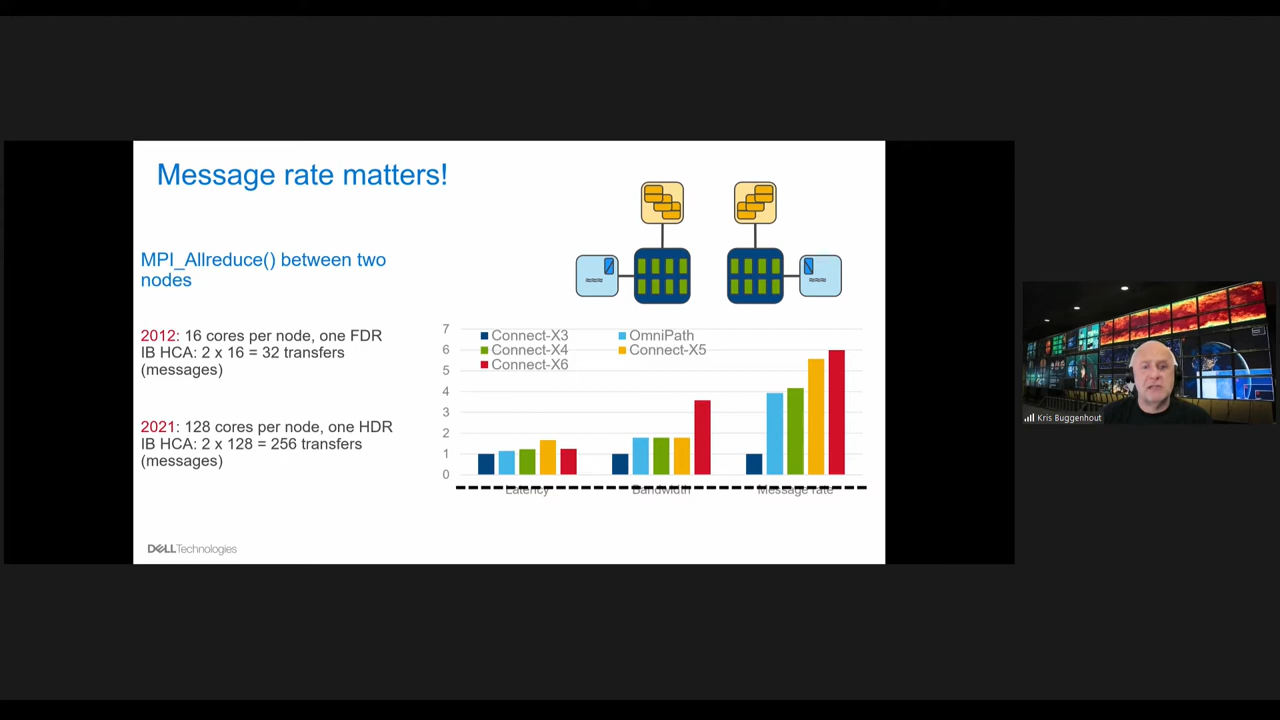 Message rate matters!
MPI_Allreduce() between two
nodes
2012: 16 cores per node, one FDR
IB HCA: 2 x 16 = 32 transfers
(messages)
2021: 128 cores per node, one HDR
IB HCA: 2 x 128 = 256 transfers
(messages)
7
6
5
4
3
2
1
0
Connect-X3
OmniPath
Connect-X4
Connect-X5
Connect-X6
Latency
Bandwidth
Message rate
DELL Technologies
Kris Buggenhout